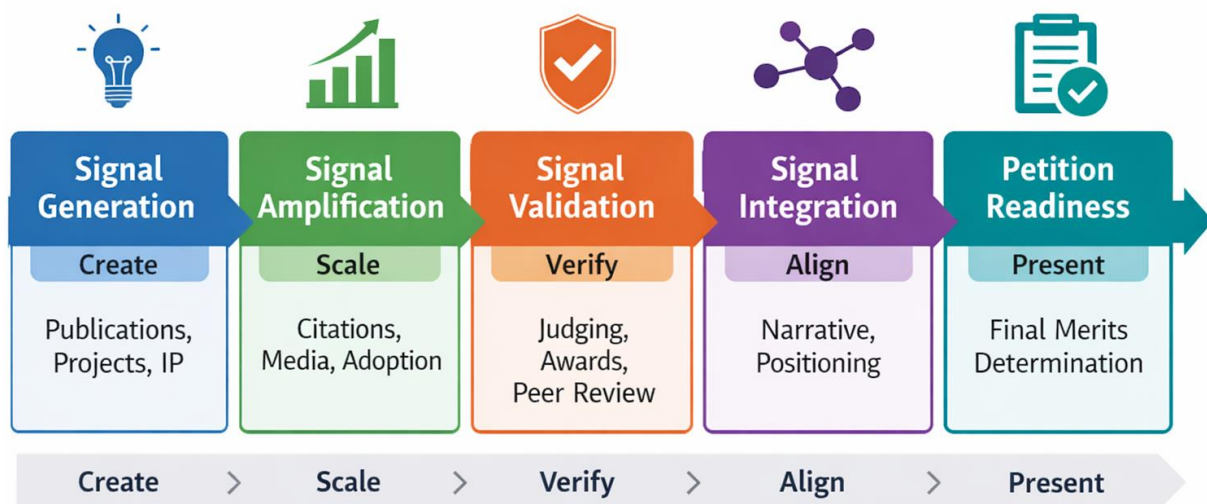 Signal
Generation
Create
Publications,
Projects, IP
Signal
Amplification
Scale
Citations,
Media, Adoption
Signal
Validation
Verify
Judging,
Awards,
Peer Review
Signal
Integration
Align
Narrative,
Positioning
Petition
Readiness
Present
Final Merits
Determination
Create > Scale > Verify > Align > Present